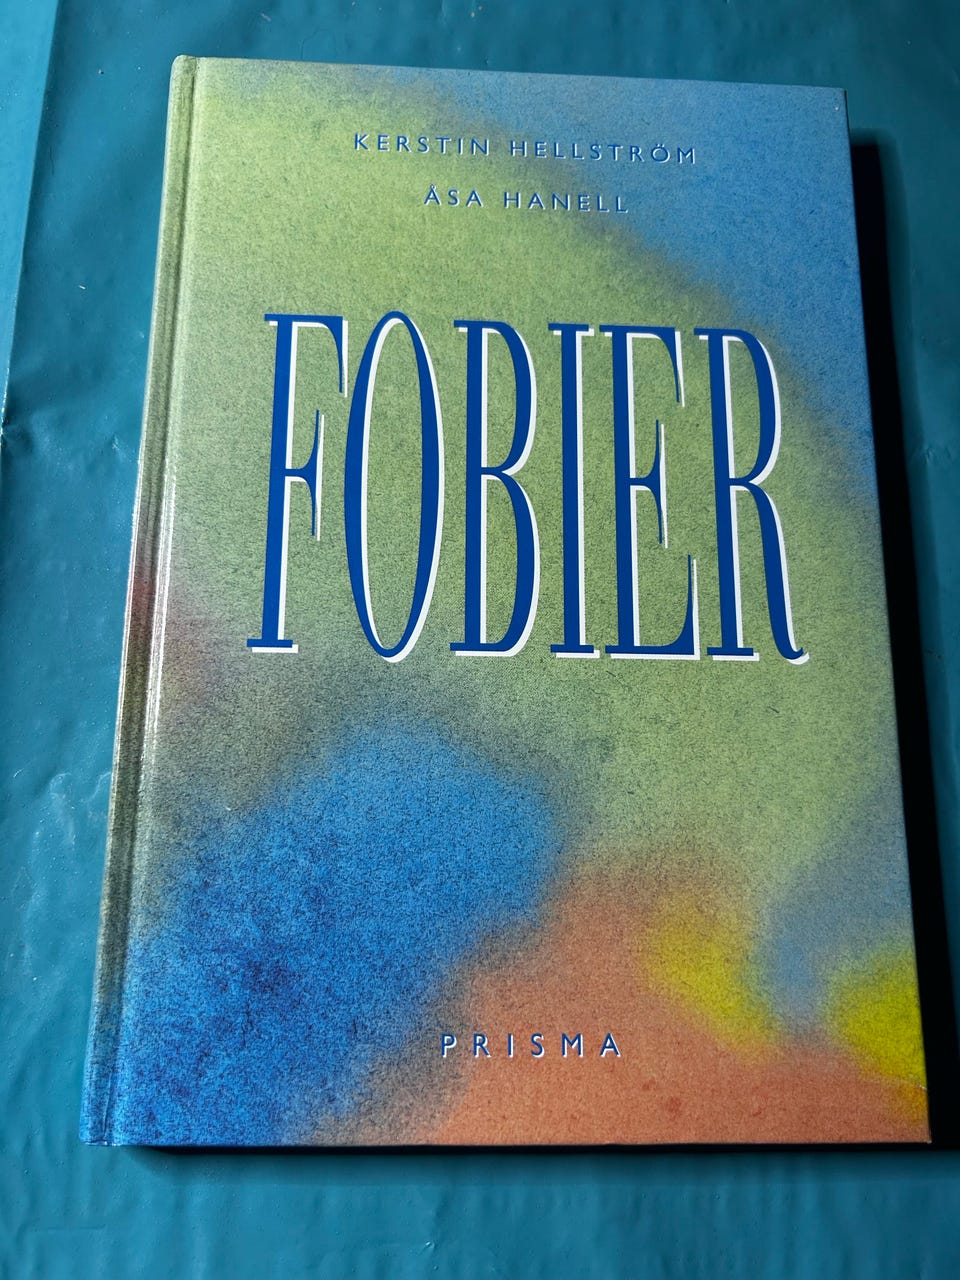 KERSTIN HELLSTRÖM
ÅSA HANELL
FOBIER
PRISMA